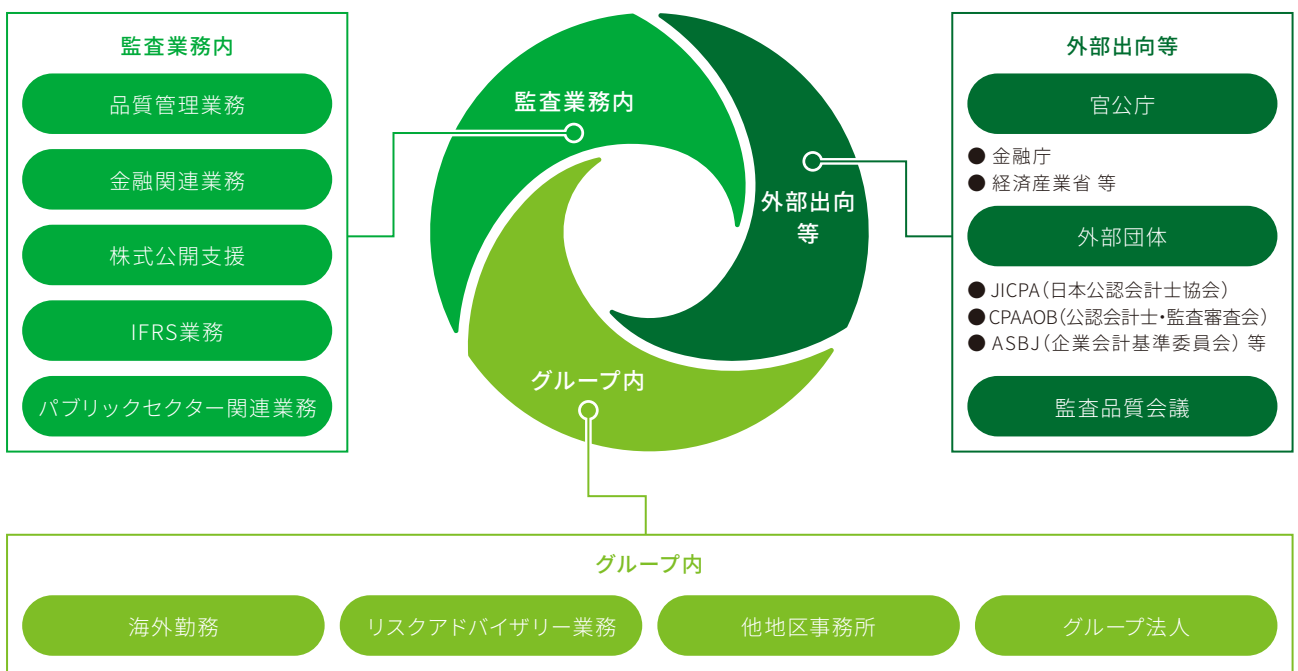 監査業務内
品質管理業務
金融関連業務
株式公開支援
IFRS業務
パブリックセクター関連業務
監査業務内
外部出向
等
グループ内
外部出向等
官公庁
● 金融庁
● 経済産業省 等
外部団体
● JICPA(日本公認会計士協会)
● CPAAOB(公認会計士・監査審査会)
● ASBJ(企業会計基準委員会) 等
監査品質会議
グループ内
海外勤務
リスクアドバイザリー業務
他地区事務所
グループ法人